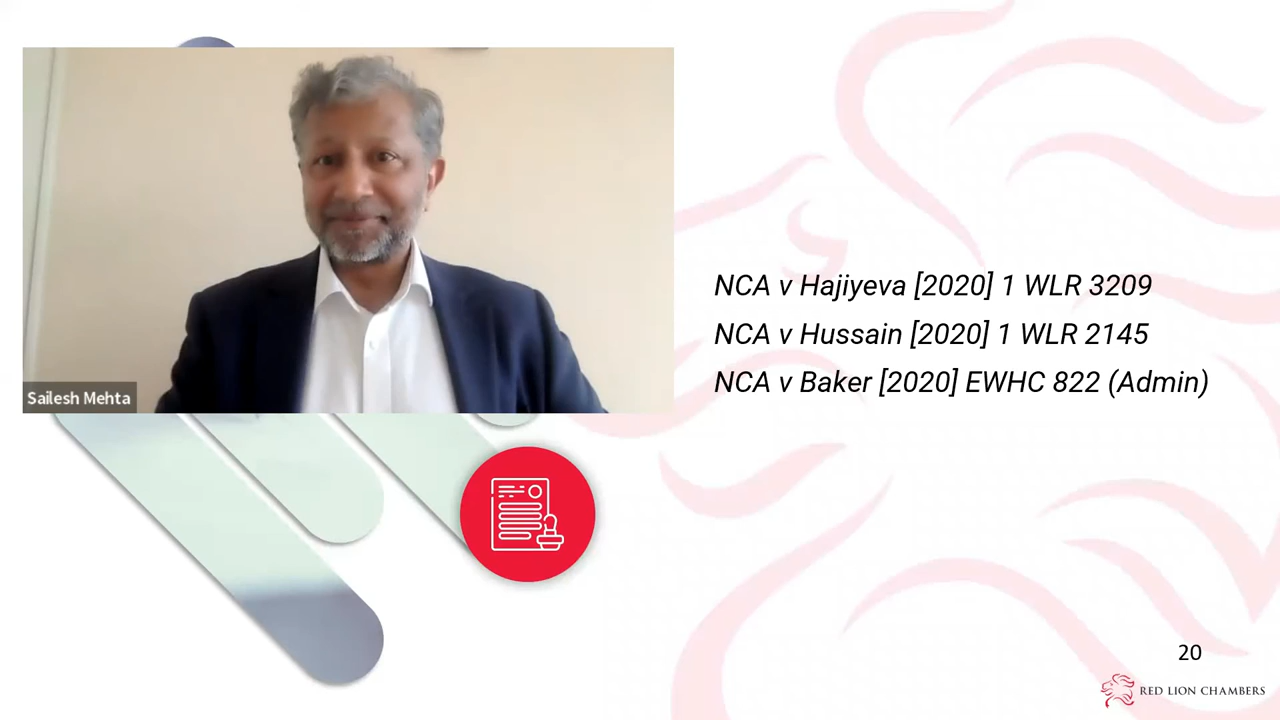 Sailesh Mehta
NCA v Hajiyeva [2020] 1 WLR 3209
NCA v Hussain [2020] 1 WLR 2145
NCA v Baker [2020] EWHC 822 (Admin)
20
RED LION CHAMBERS